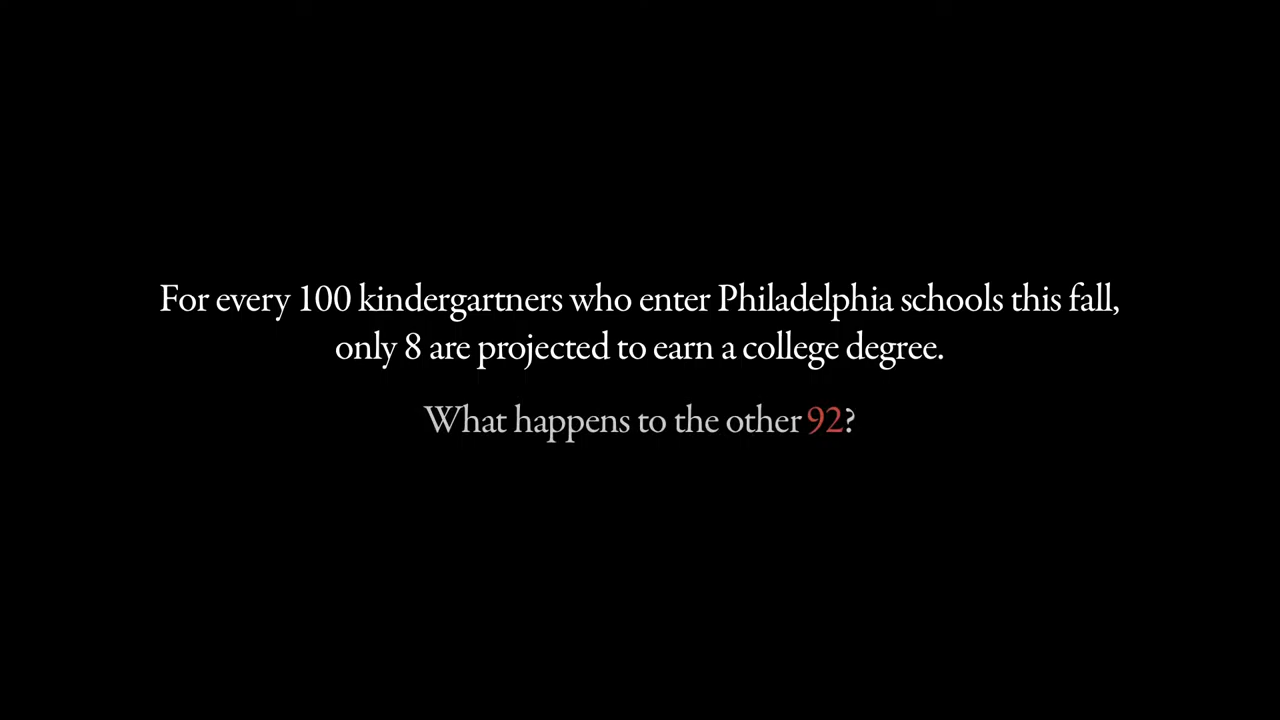 For every 100 kindergartners who enter Philadelphia schools this fall,
only 8 are projected to earn a college degree.
What happens to the other 92?